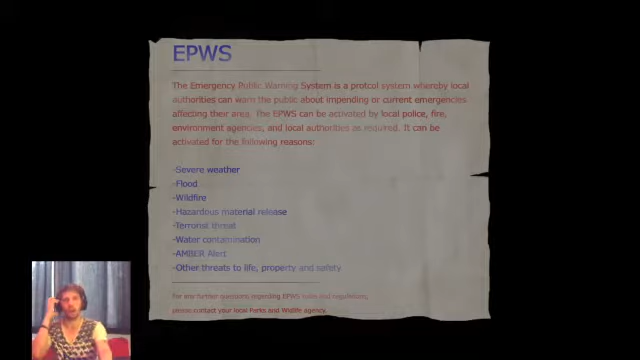 EPWS
The Emergency Public Warning System is a protcol system whereby local
authorities can warn the public about impending or current emergencies
affecting their area. The EPWS can be activated by local police, fire,
environment agencies, and local authorities as required. It can be
activated for the following reasons:
-Severe weather
-Flood
-Wildfire
-Hazardous material release
-Terrorist threat
-Water contamination
-AMBER Alert
-Other threats to life, property and safety
For any further questions regarding EPWS rules and regulations,
please contact your local Parks and Wildlife agency